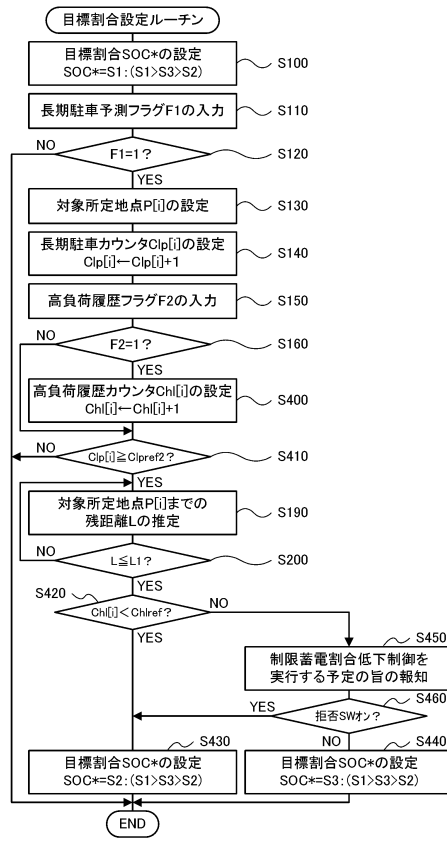 目標割合設定ルーチン
目標割合SOC*の設定
SOC*=S1:(S1>S3>S2)
S100
長期駐車予測フラグF1の入力
S110
NO
F1=1?
S120
YES
対象所定地点P[i]の設定
S130
長期駐車カウンタClp[i]の設定
Clp[i]←Clp[i]+1
S140
高負荷履歴フラグF2の入力
S150
NO
F2=1?
S160
YES
高負荷履歴カウンタChl[i]の設定
Chl[i]←Chl[i]+1
S400
NO
Clp[i]≧Clpref2?
S410
YES
対象所定地点P[i]までの
残距離Lの推定
S190
NO
L≦L1?
S200
YES
S420
Chl[i]<Chlref?
NO
YES
S450
制限蓄電割合低下制御を
実行する予定の旨の報知
S460
YES
拒否SWオン?
NO
S430
目標割合SOC*の設定
SOC*=S2:(S1>S3>S2)
S440
目標割合SOC*の設定
SOC*=S3:(S1>S3>S2)
END